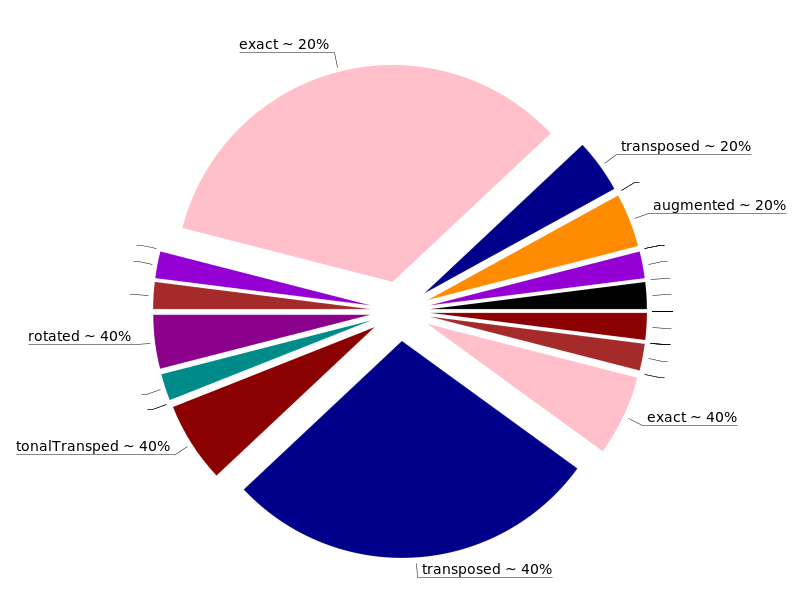 exact ~ 20%
transposed ~ 20%
augmented ~ 20%
rotated ~ 40%
exact ~ 40%
tonalTransped ~ 40%
transposed ~ 40%